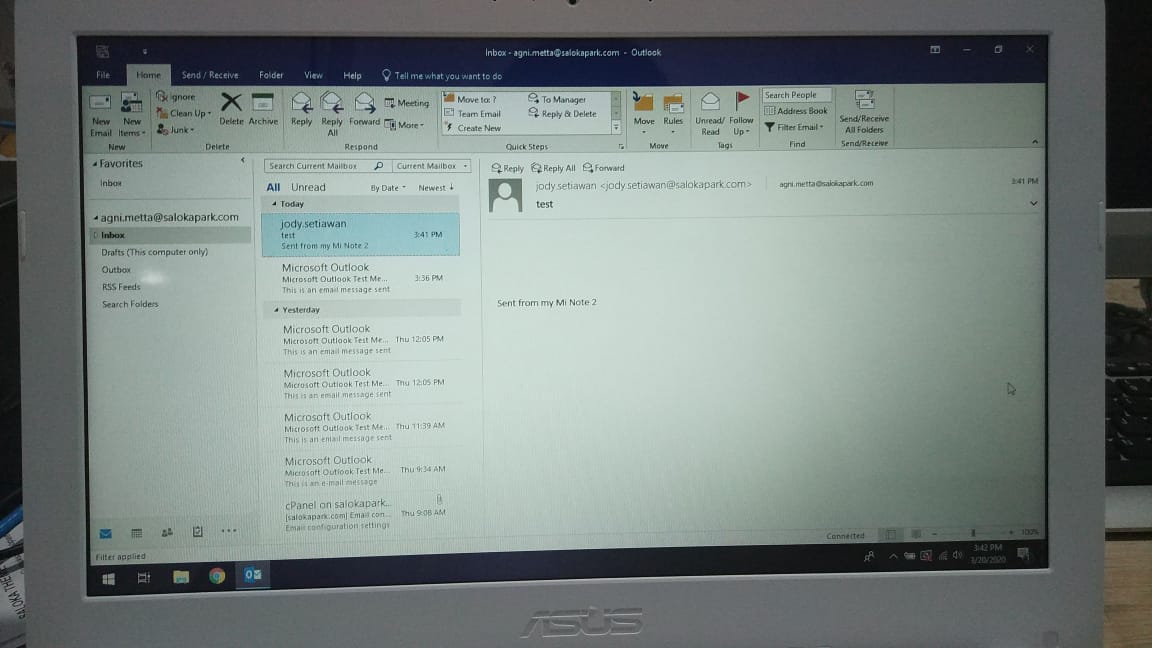 Inbox - agni.metta@salokapark.com - Outlook
File Home Send / Receive Folder View Help Tell me what you want to do
New Email
New Items
Ignore
Clean Up
Junk
Delete Archive
Reply Reply All Forward
Meeting
More
Move to: ?
Team Email
Create New
To Manager
Reply & Delete
Move Rules
Unread/ Read
Follow Up
Search People
Address Book
Filter Email
Send/Receive All Folders
New Delete Respond Quick Steps Move Tags Find Send/Receive
Favorites
Inbox
agni.metta@salokapark.com
Inbox
Drafts (This computer only)
Outbox
RSS Feeds
Search Folders
Search Current Mailbox Current Mailbox
All Unread By Date Newest ↓
Today
jody.setiawan
test 3:41 PM
Sent from my Mi Note 2
Microsoft Outlook
Microsoft Outlook Test Me... 3:36 PM
This is an email message sent
Yesterday
Microsoft Outlook
Microsoft Outlook Test Me... Thu 12:05 PM
This is an email message sent
Microsoft Outlook
Microsoft Outlook Test Me... Thu 12:05 PM
This is an email message sent
Microsoft Outlook
Microsoft Outlook Test Me... Thu 11:39 AM
This is an email message sent
Microsoft Outlook
Microsoft Outlook Test Me... Thu 9:34 AM
This is an e-mail message
cPanel on salokapark...
[salokapark.com] Email con... Thu 9:08 AM
Email configuration settings
Reply Reply All Forward
jody.setiawan <jody.setiawan@salokapark.com> agni.metta@salokapark.com 3:41 PM
test
Sent from my Mi Note 2
Filter applied
Connected 100%
3:42 PM
3/20/2020
ASUS
SALOKA THE